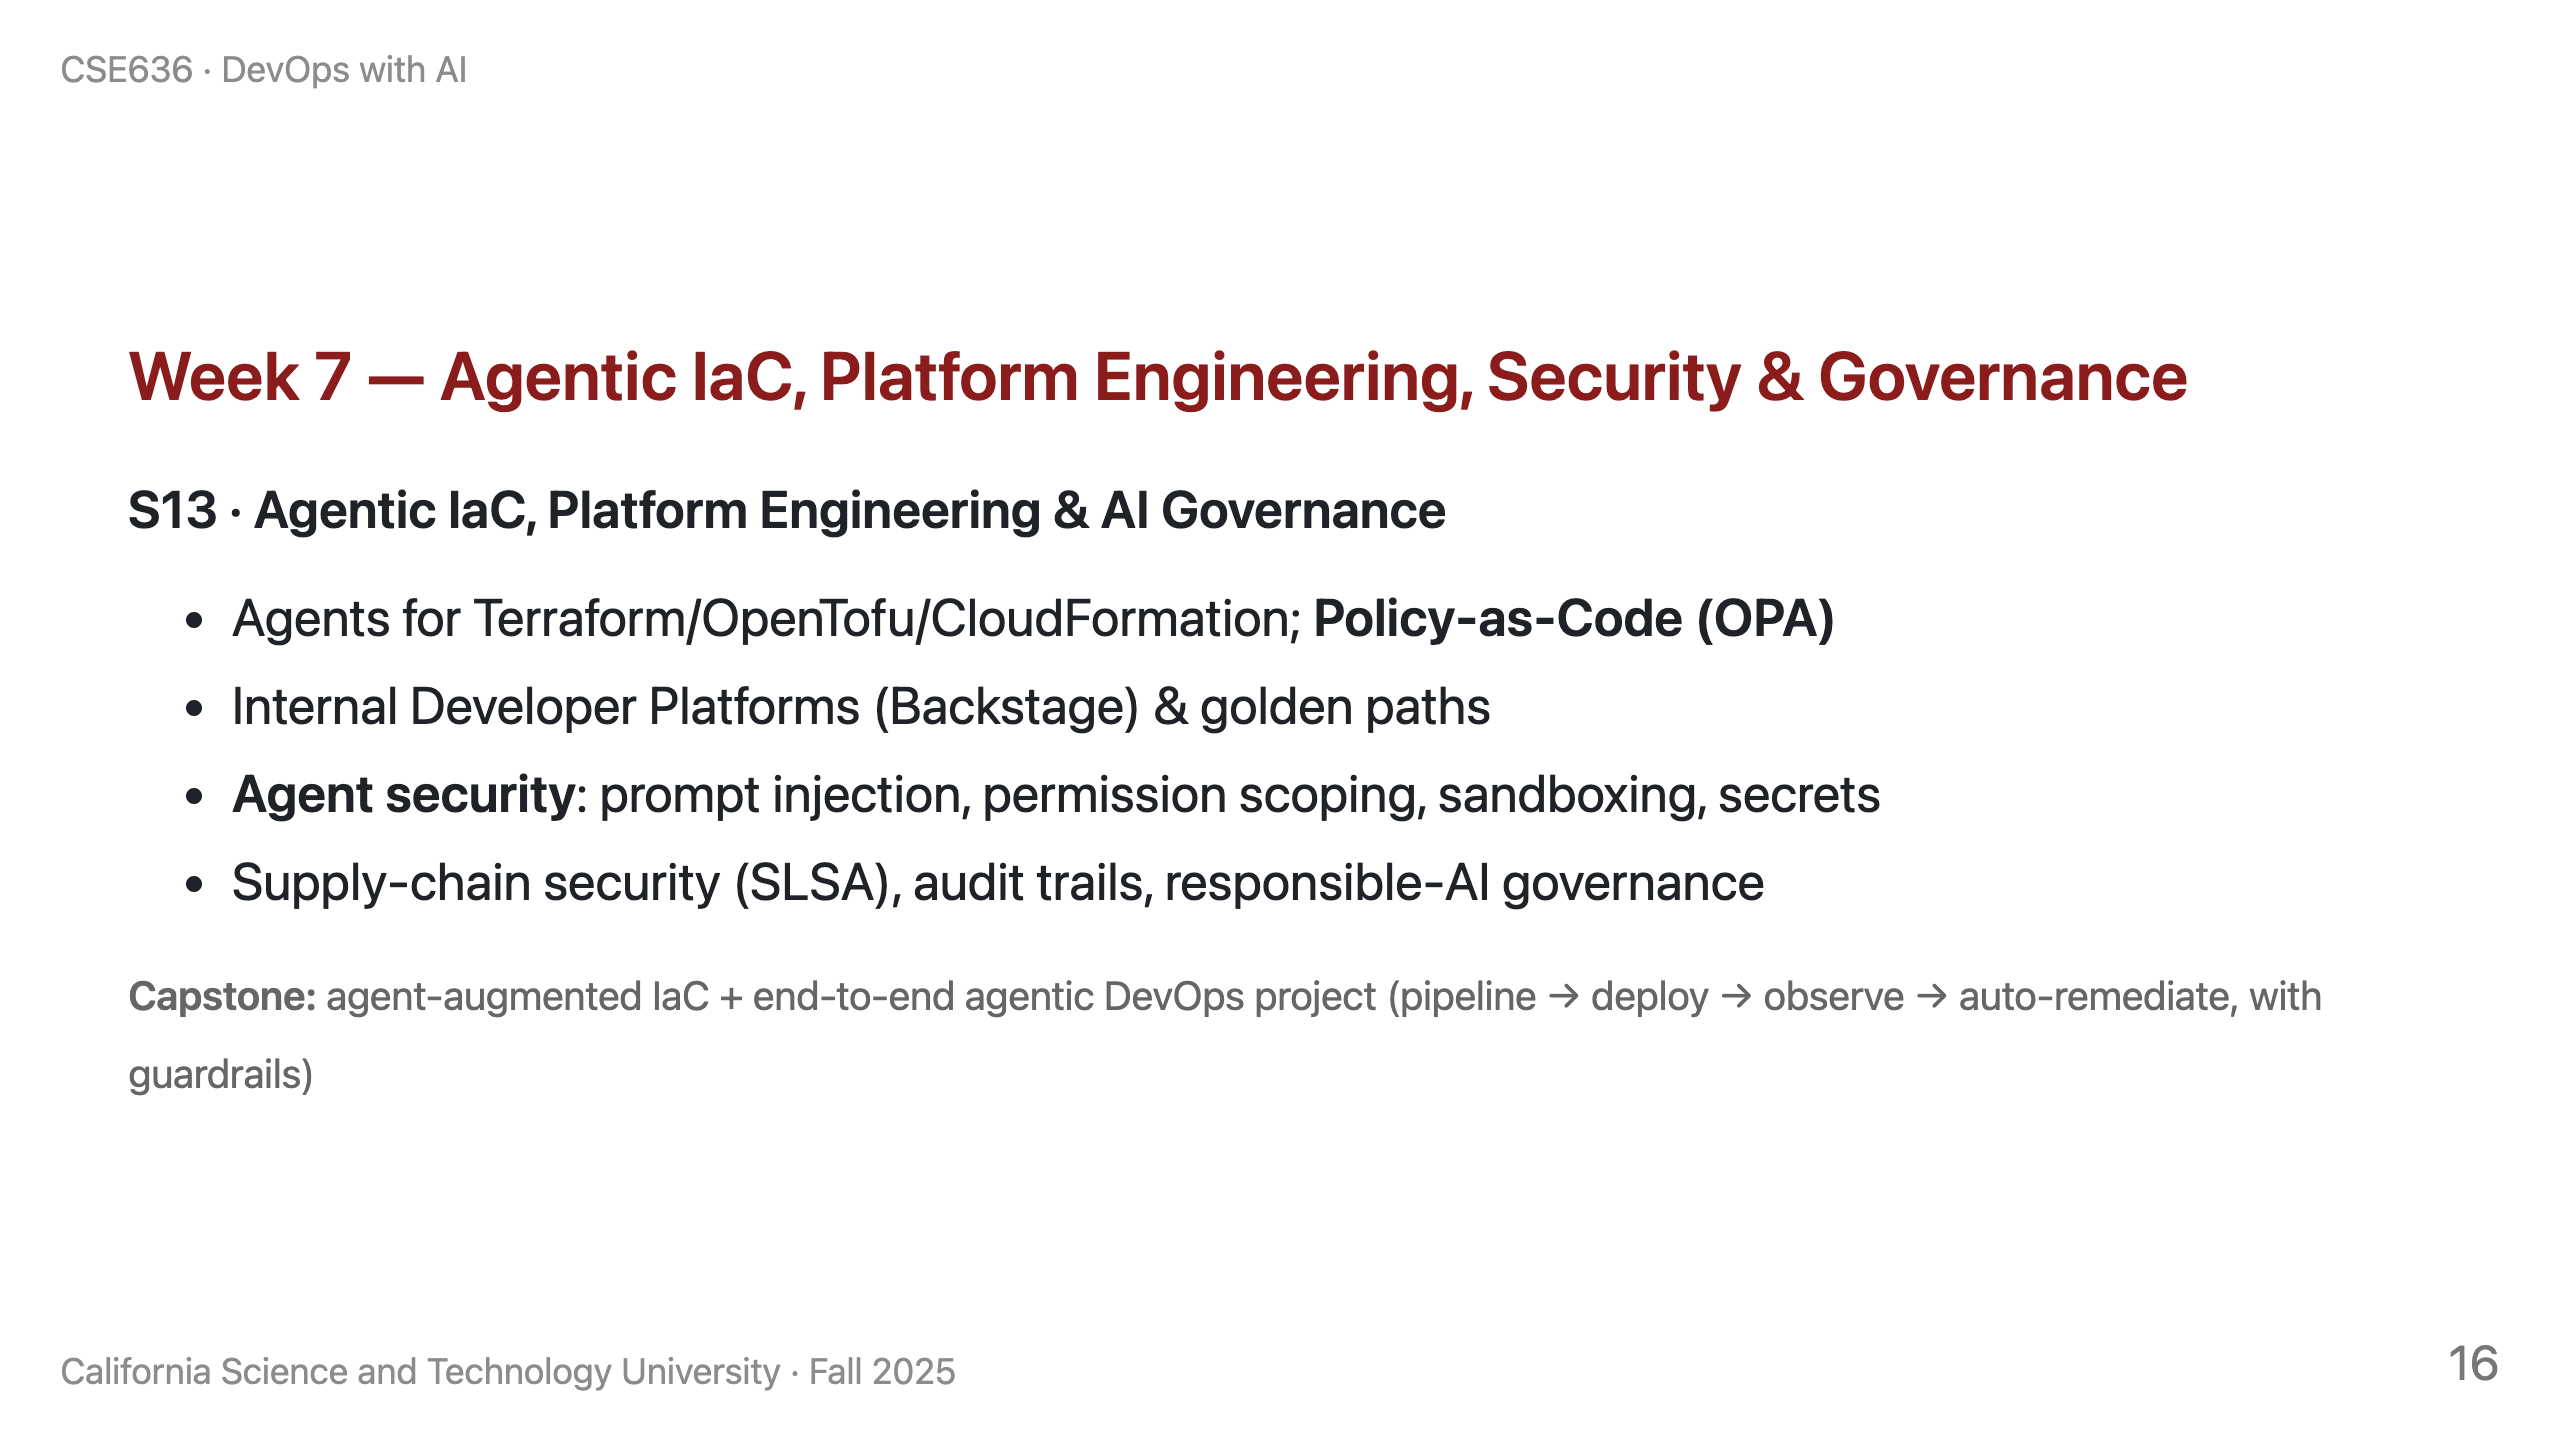 CSE636 · DevOps with AI
Week 7 — Agentic IaC, Platform Engineering, Security & Governance
S13 · Agentic IaC, Platform Engineering & AI Governance
• Agents for Terraform/OpenTofu/CloudFormation; Policy-as-Code (OPA)
• Internal Developer Platforms (Backstage) & golden paths
• Agent security: prompt injection, permission scoping, sandboxing, secrets
• Supply-chain security (SLSA), audit trails, responsible-AI governance
Capstone: agent-augmented IaC + end-to-end agentic DevOps project (pipeline → deploy → observe → auto-remediate, with
guardrails)
California Science and Technology University · Fall 2025
16